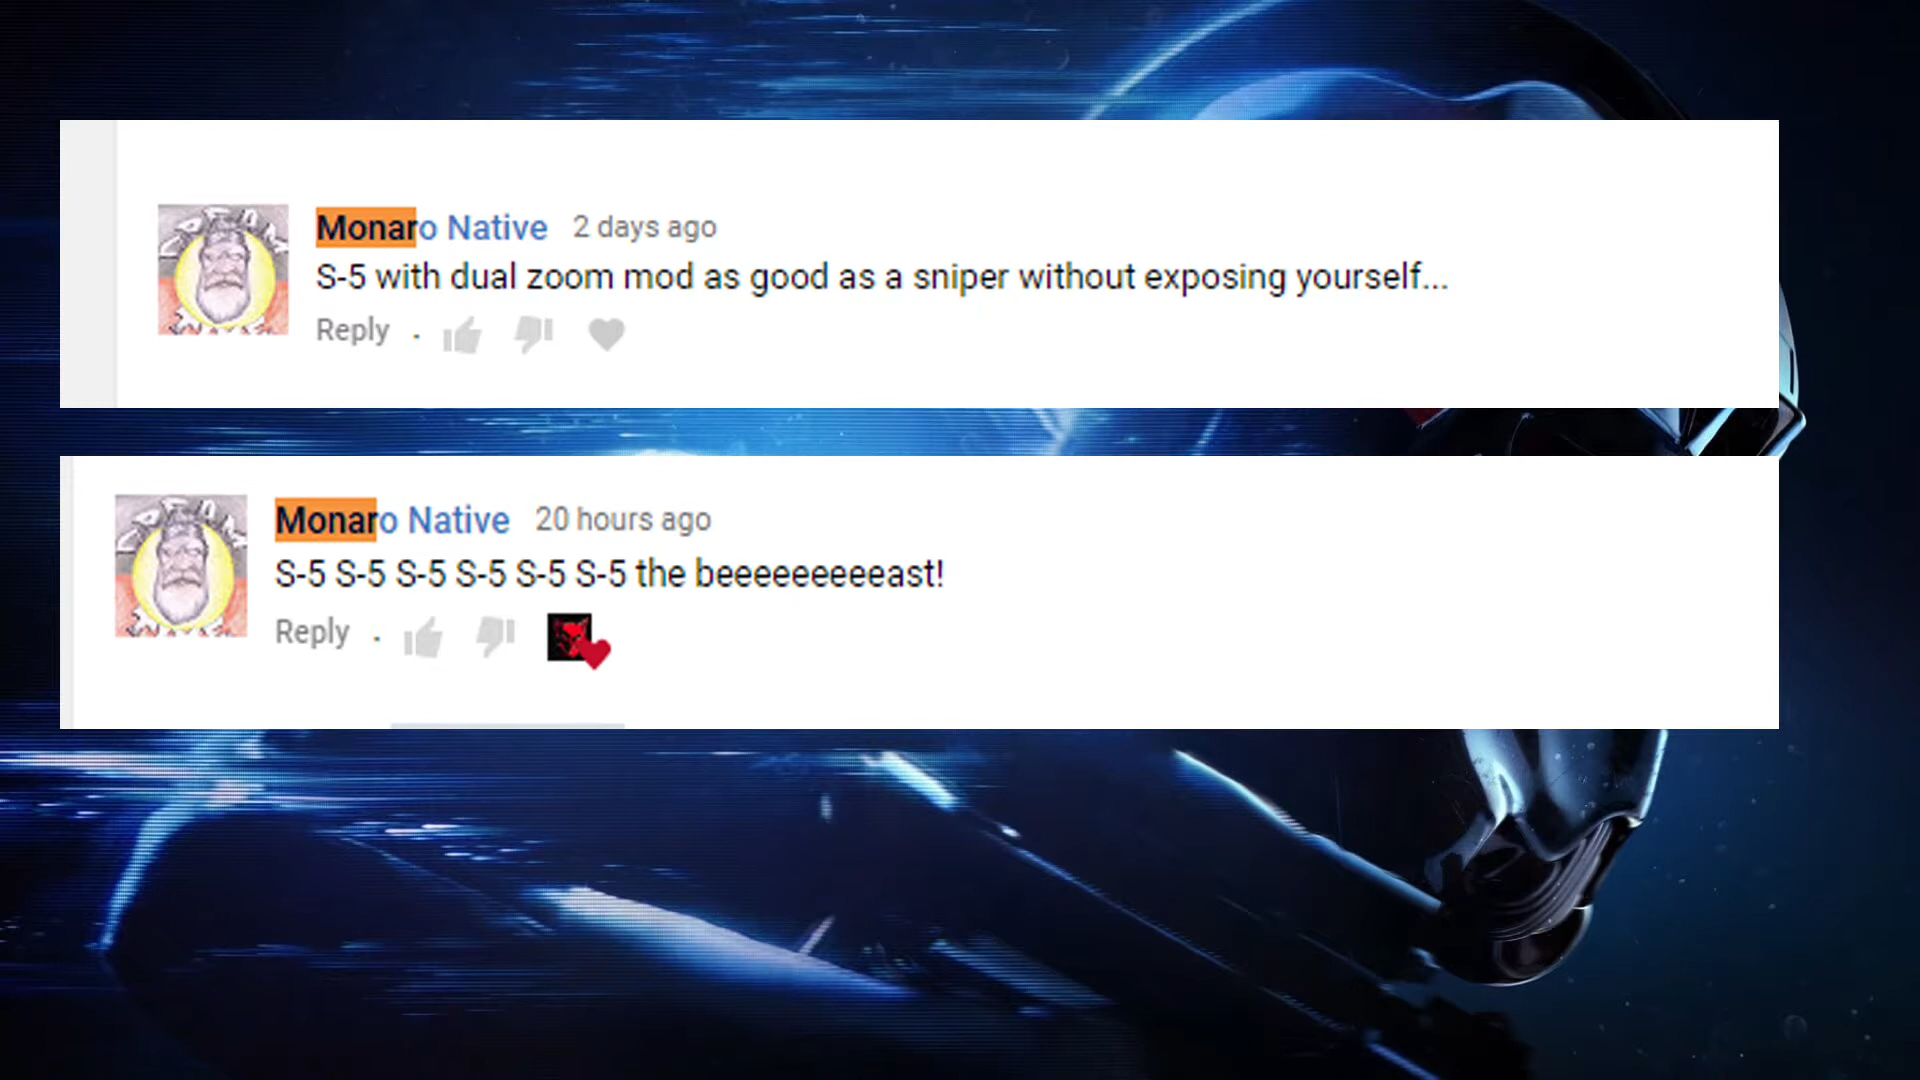 Monaro Native 2 days ago
S-5 with dual zoom mod as good as a sniper without exposing yourself...
Reply .
Monaro Native 20 hours ago
S-5 S-5 S-5 S-5 S-5 S-5 the beeeeeeeeeast!
Reply .